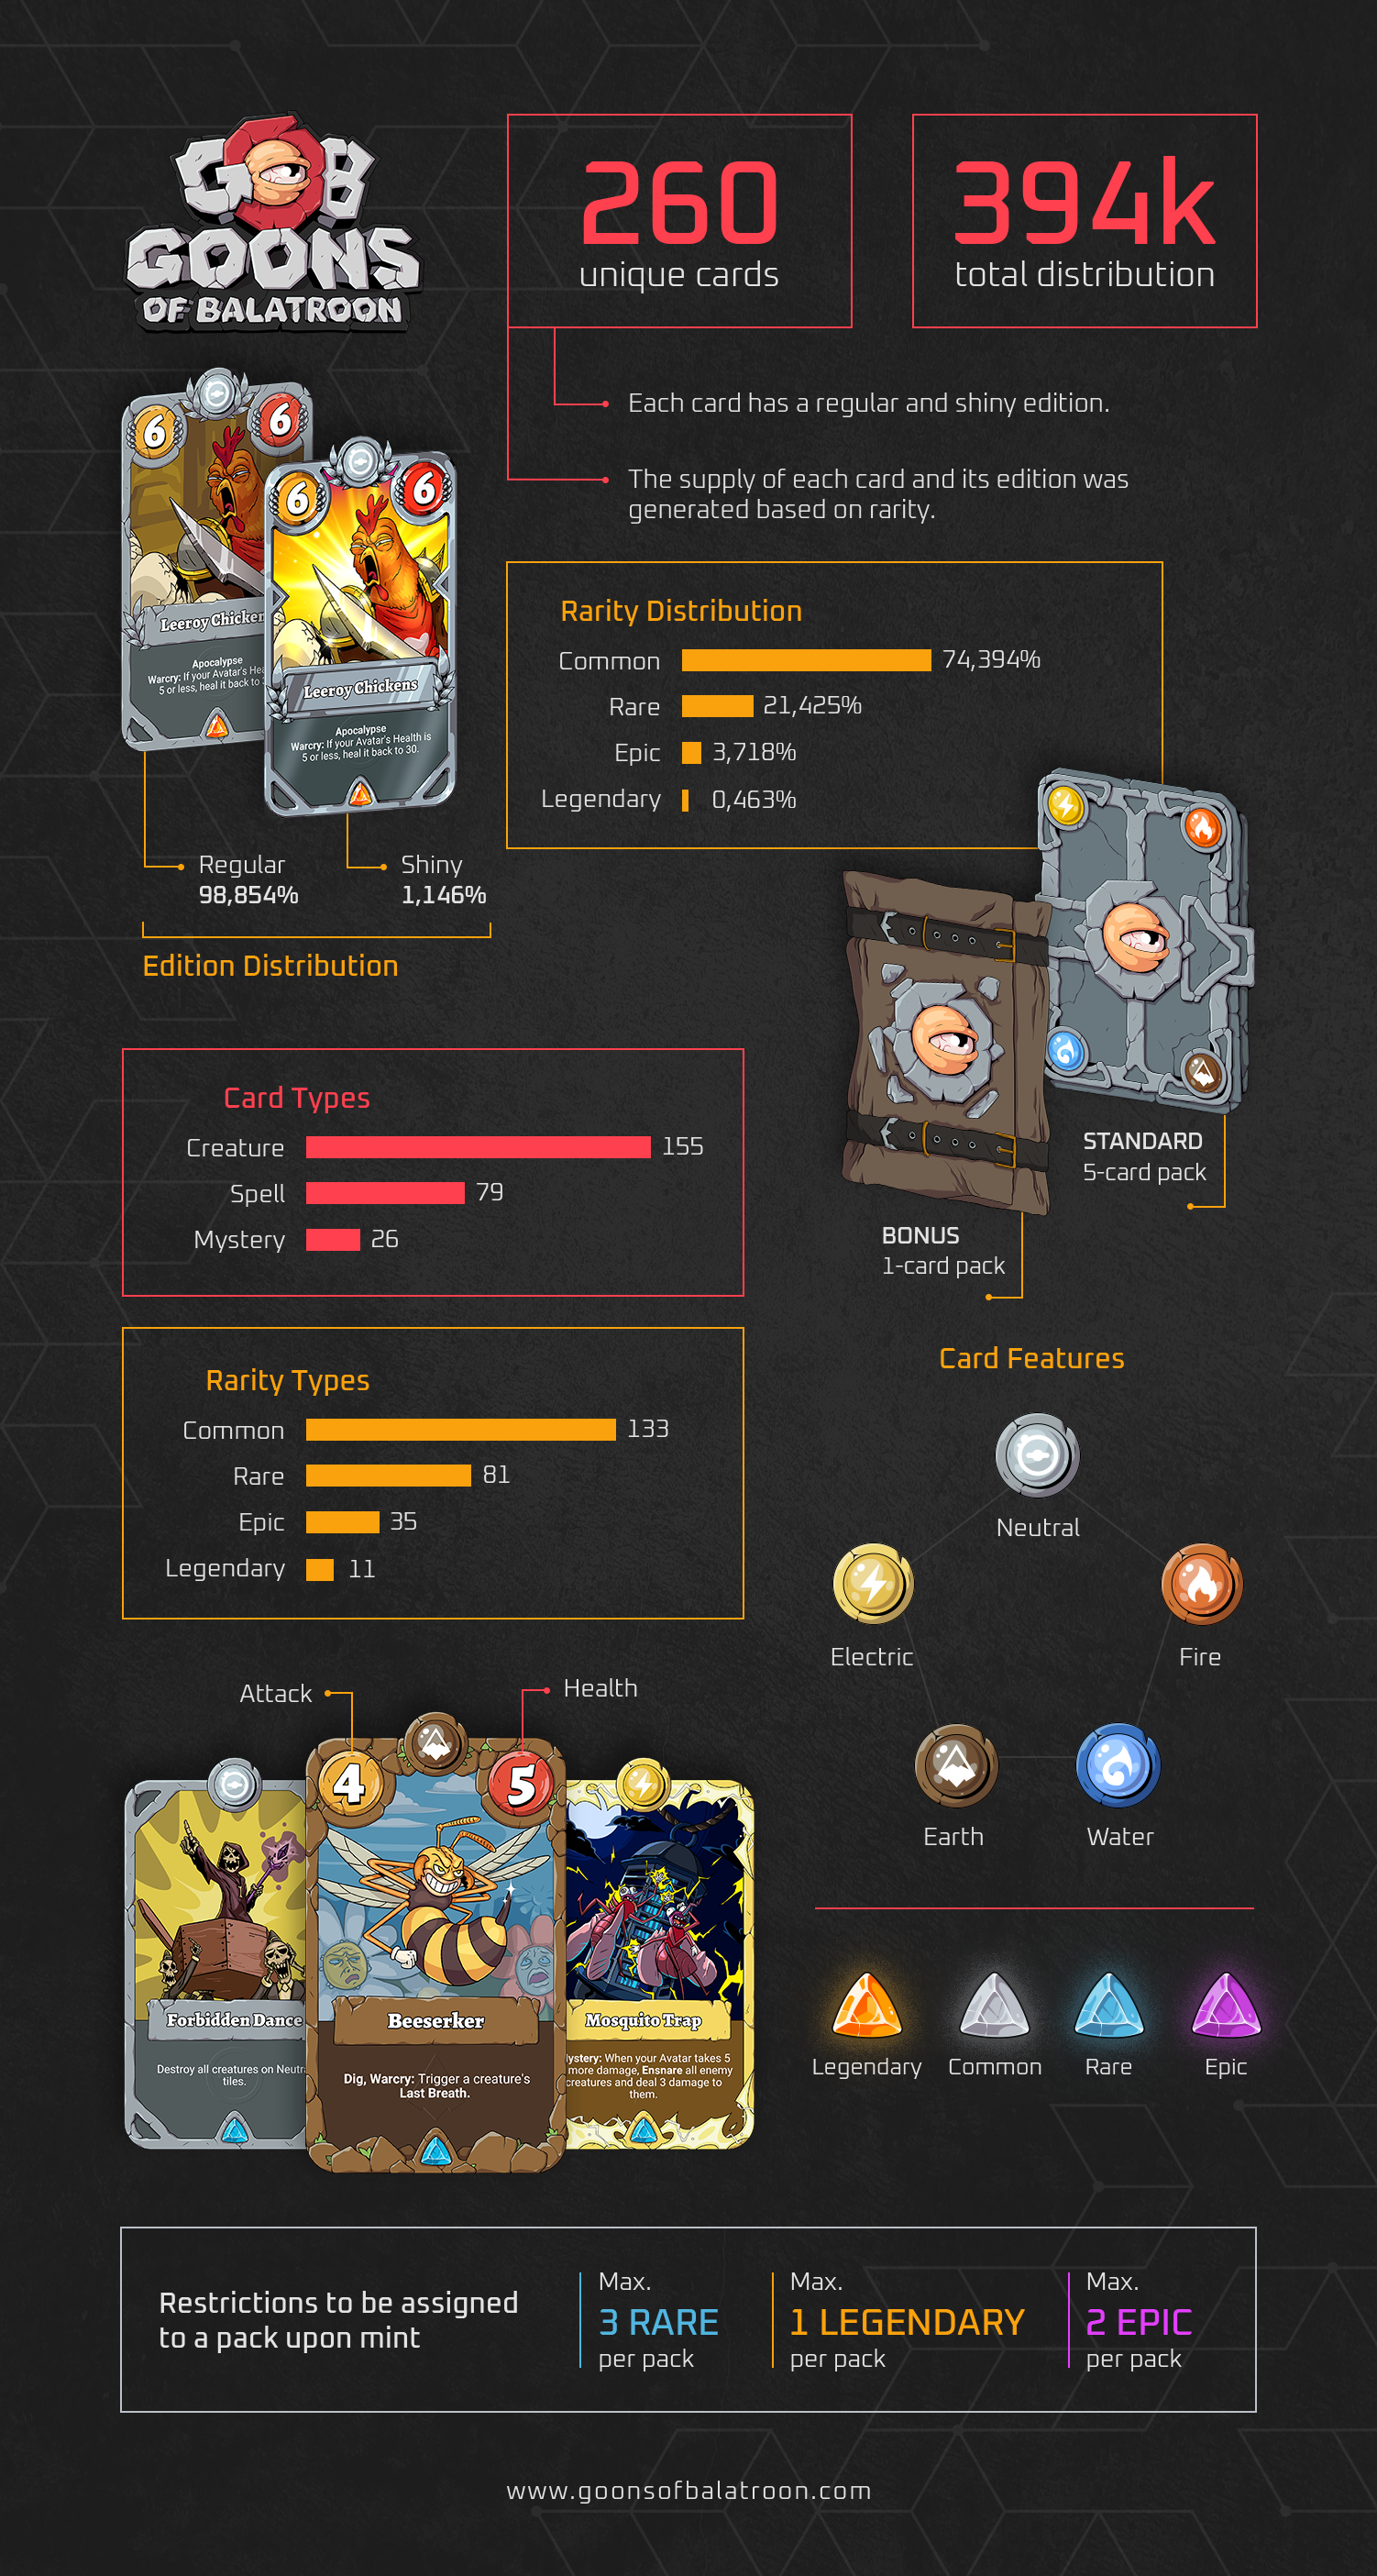 GOB
GOONS
OF BALATROON
260
unique cards
394k
total distribution
Each card has a regular and shiny edition.
The supply of each card and its edition was
generated based on rarity.
6
6
Leeroy Chicken
Apocalypse
Warcry: If your Avatar's Hea
5 or less, heal it back to
6
6
Leeroy Chickens
Apocalypse
Warcry: If your Avatar's Health is
5 or less, heal it back to 30.
Rarity Distribution
Common 74,394%
Rare 21,425%
Epic 3,718%
Legendary 0,463%
Regular
98,854%
Shiny
1,146%
Edition Distribution
STANDARD
5-card pack
BONUS
1-card pack
Card Types
Creature 155
Spell 79
Mystery 26
Rarity Types
Common 133
Rare 81
Epic 35
Legendary 11
Card Features
Neutral
Electric
Fire
Earth
Water
Attack
Health
Forbidden Dance
Destroy all creatures on Neutra
tiles.
4
5
Beeserker
Dig, Warcry: Trigger a creature's
Last Breath.
Mosquito Trap
ystery: When your Avatar takes 5
more damage, Ensnare all enemy
creatures and deal 3 damage to
them.
Legendary
Common
Rare
Epic
Restrictions to be assigned
to a pack upon mint
Max.
3 RARE
per pack
Max.
1 LEGENDARY
per pack
Max.
2 EPIC
per pack
www.goonsofbalatroon.com